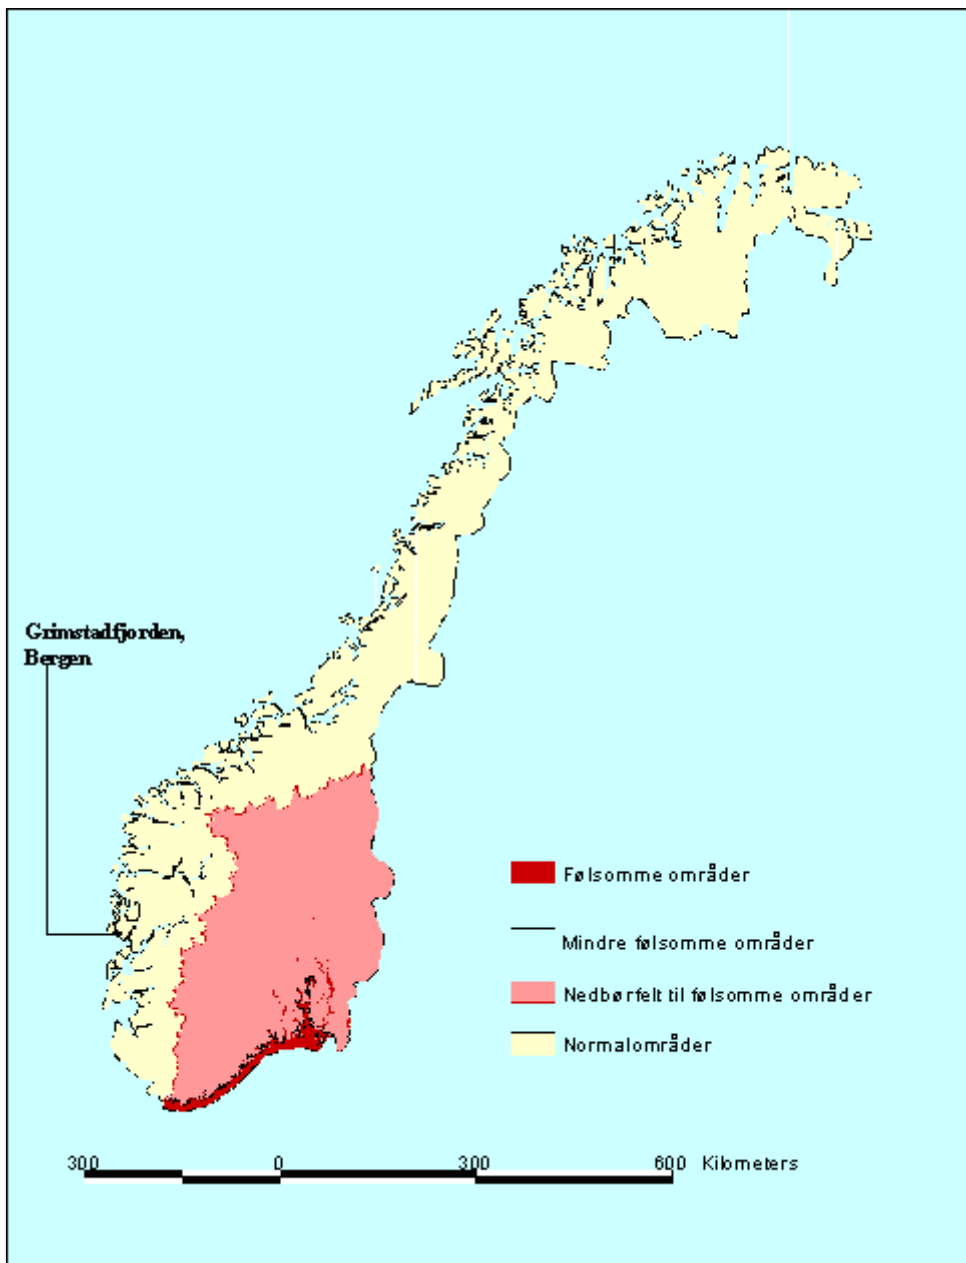 Grimstadfjorden,
Bergen
Følsomme områder
Mindre følsomme områder
Nedbørfelt til følsomme områder
Normalområder
300 0 300 600 Kilometers